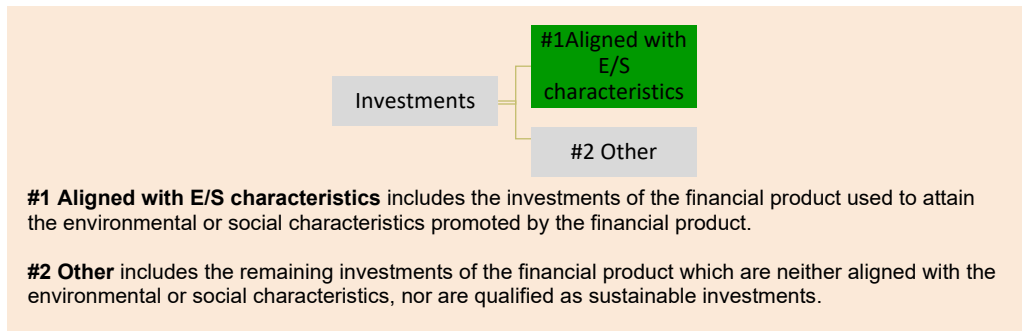 #1Aligned with
E/S
characteristics
Investments
#2 Other
#1 Aligned with E/S characteristics includes the investments of the financial product used to attain
the environmental or social characteristics promoted by the financial product.
#2 Other includes the remaining investments of the financial product which are neither aligned with the
environmental or social characteristics, nor are qualified as sustainable investments.